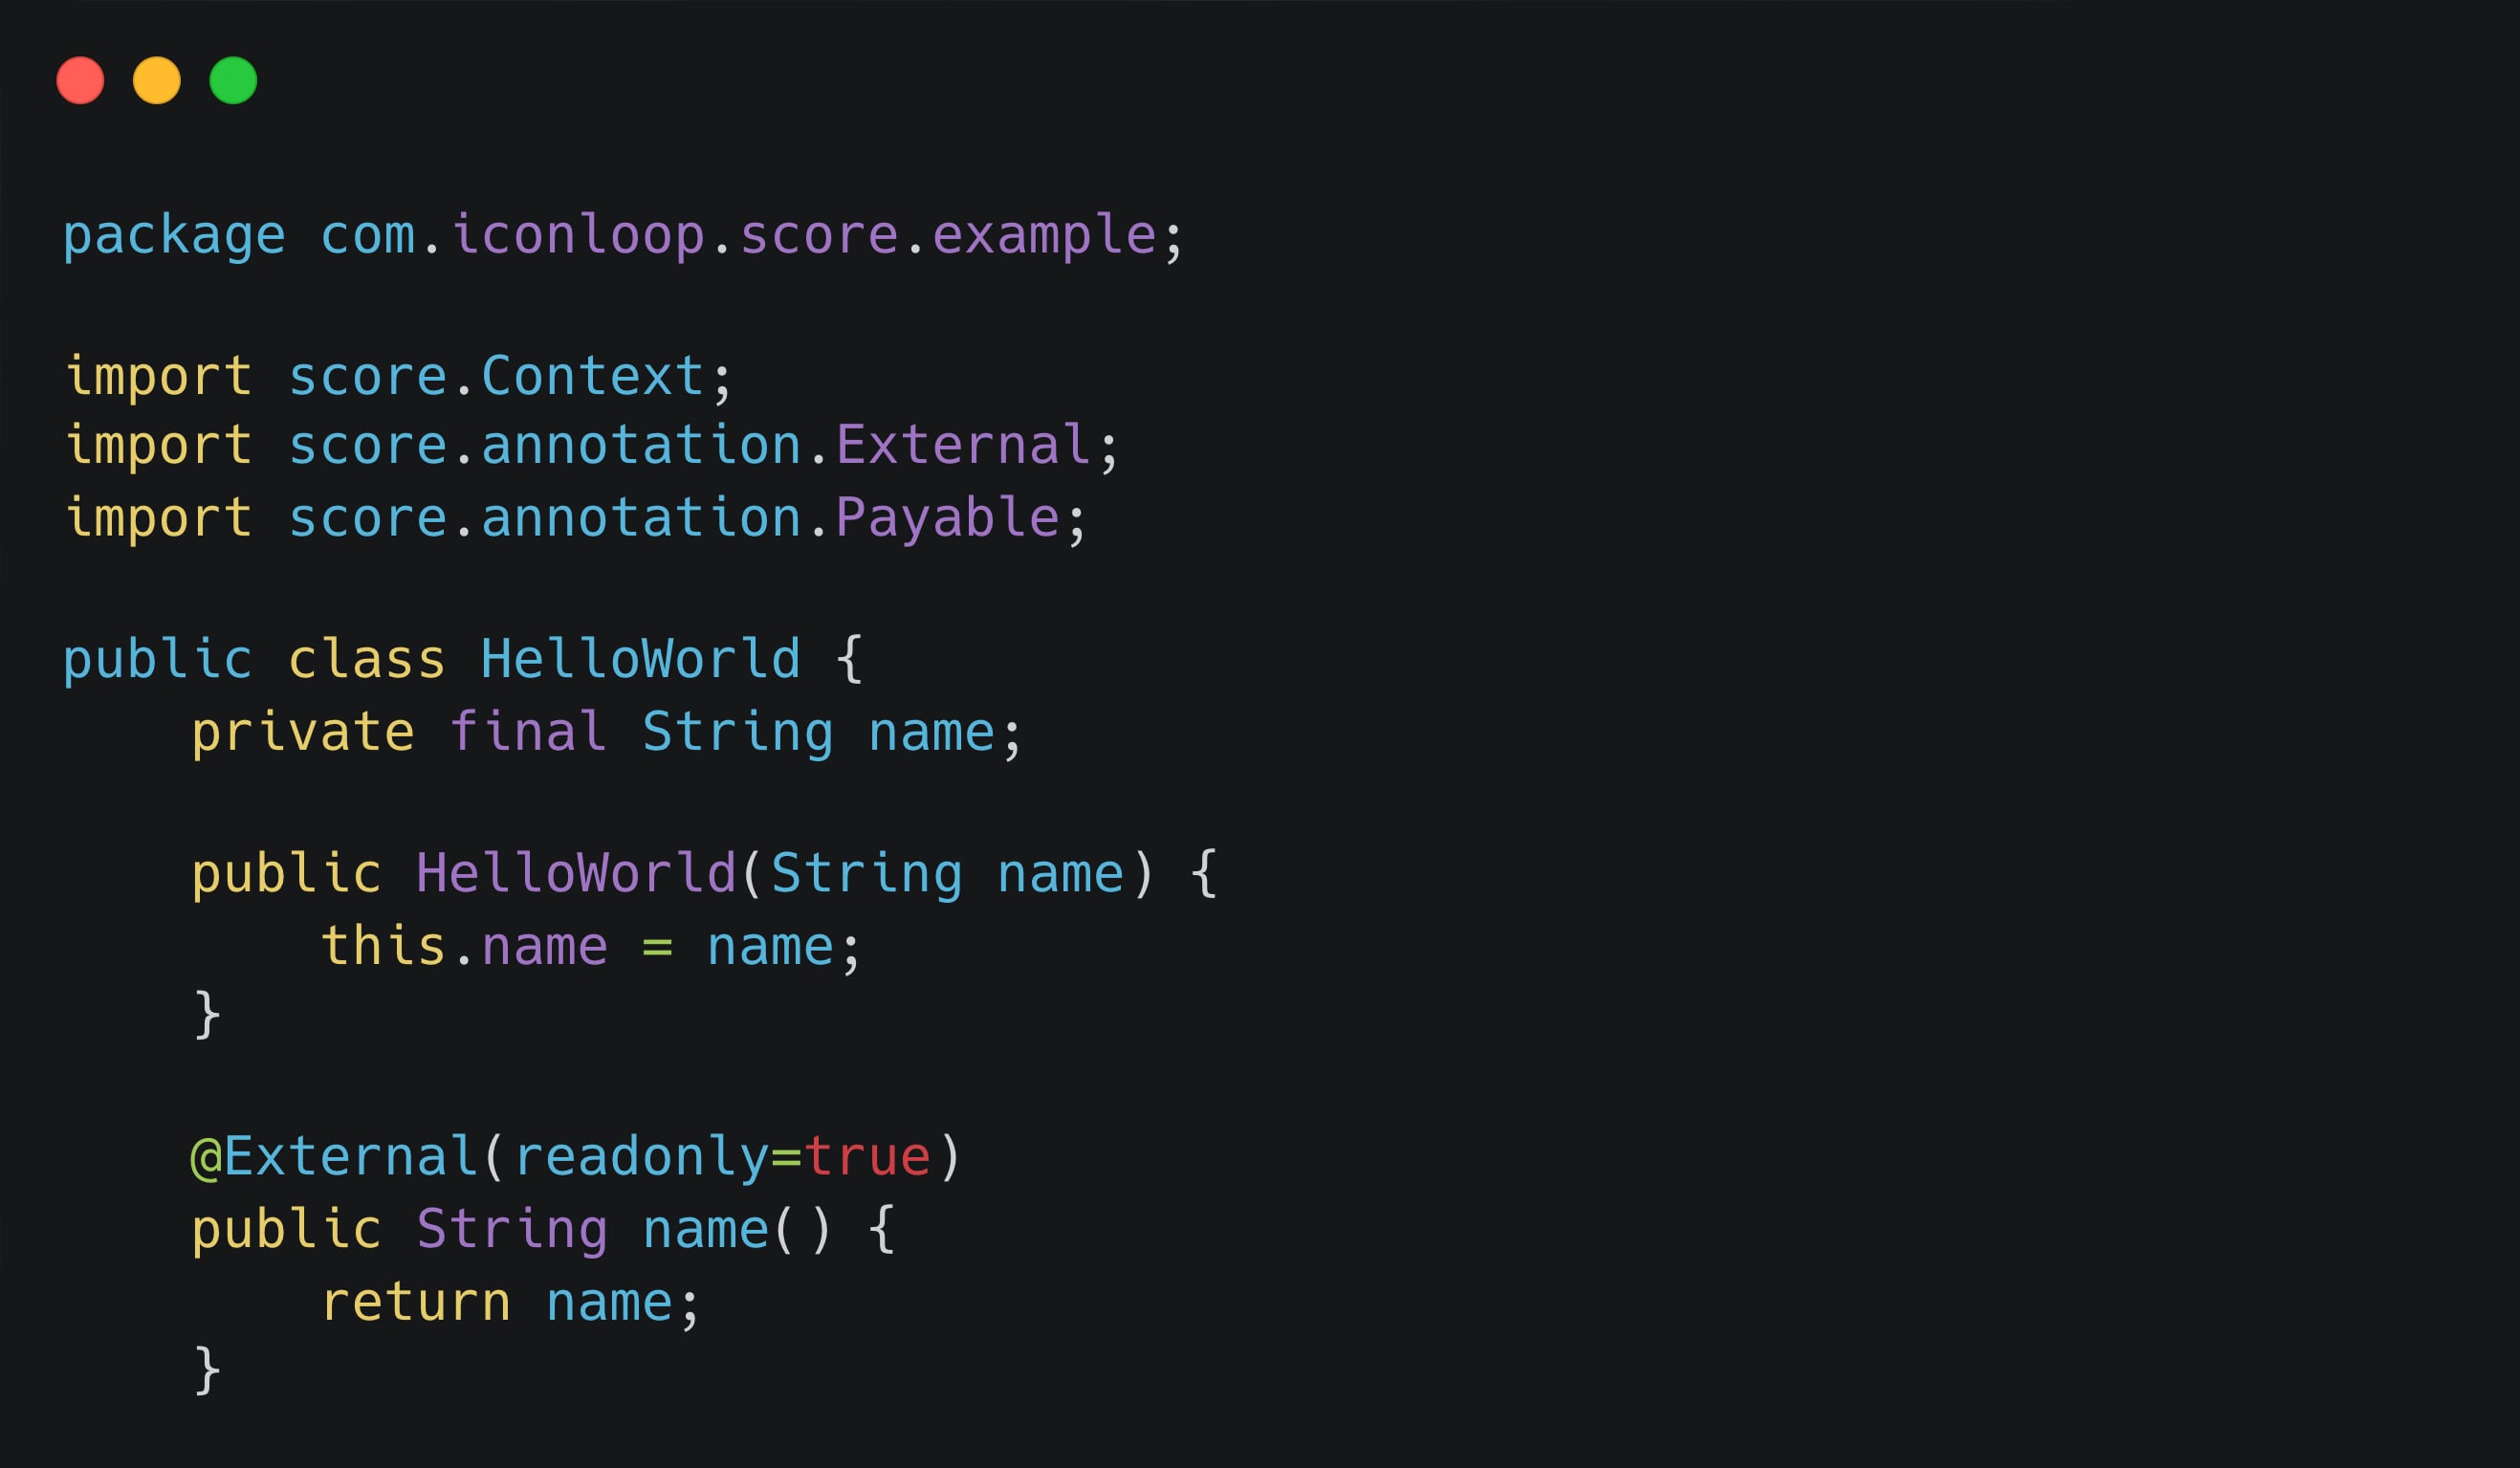 package com.iconloop.score.example;

import score.Context;
import score.annotation.External;
import score.annotation.Payable;

public class HelloWorld {
    private final String name;

    public HelloWorld(String name) {
        this.name = name;
    }

    @External(readonly=true)
    public String name() {
        return name;
    }